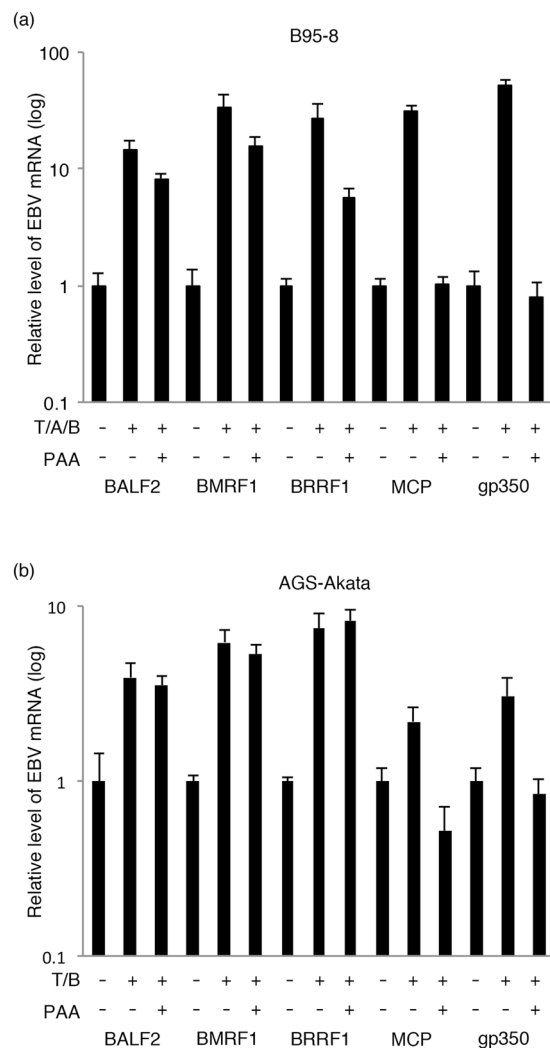 (a)
B95-8
Relative level of EBV mRNA (log)
100
10
1
0.1
T/A/B – + + – + + – + + – + + – + +
PAA – – + – – + – – + – – + – – +
BALF2 BMRF1 BRRF1 MCP gp350
(b)
AGS-Akata
Relative level of EBV mRNA (log)
10
1
0.1
T/B – + + – + + – + + – + + – + +
PAA – – + – – + – – + – – + – – +
BALF2 BMRF1 BRRF1 MCP gp350